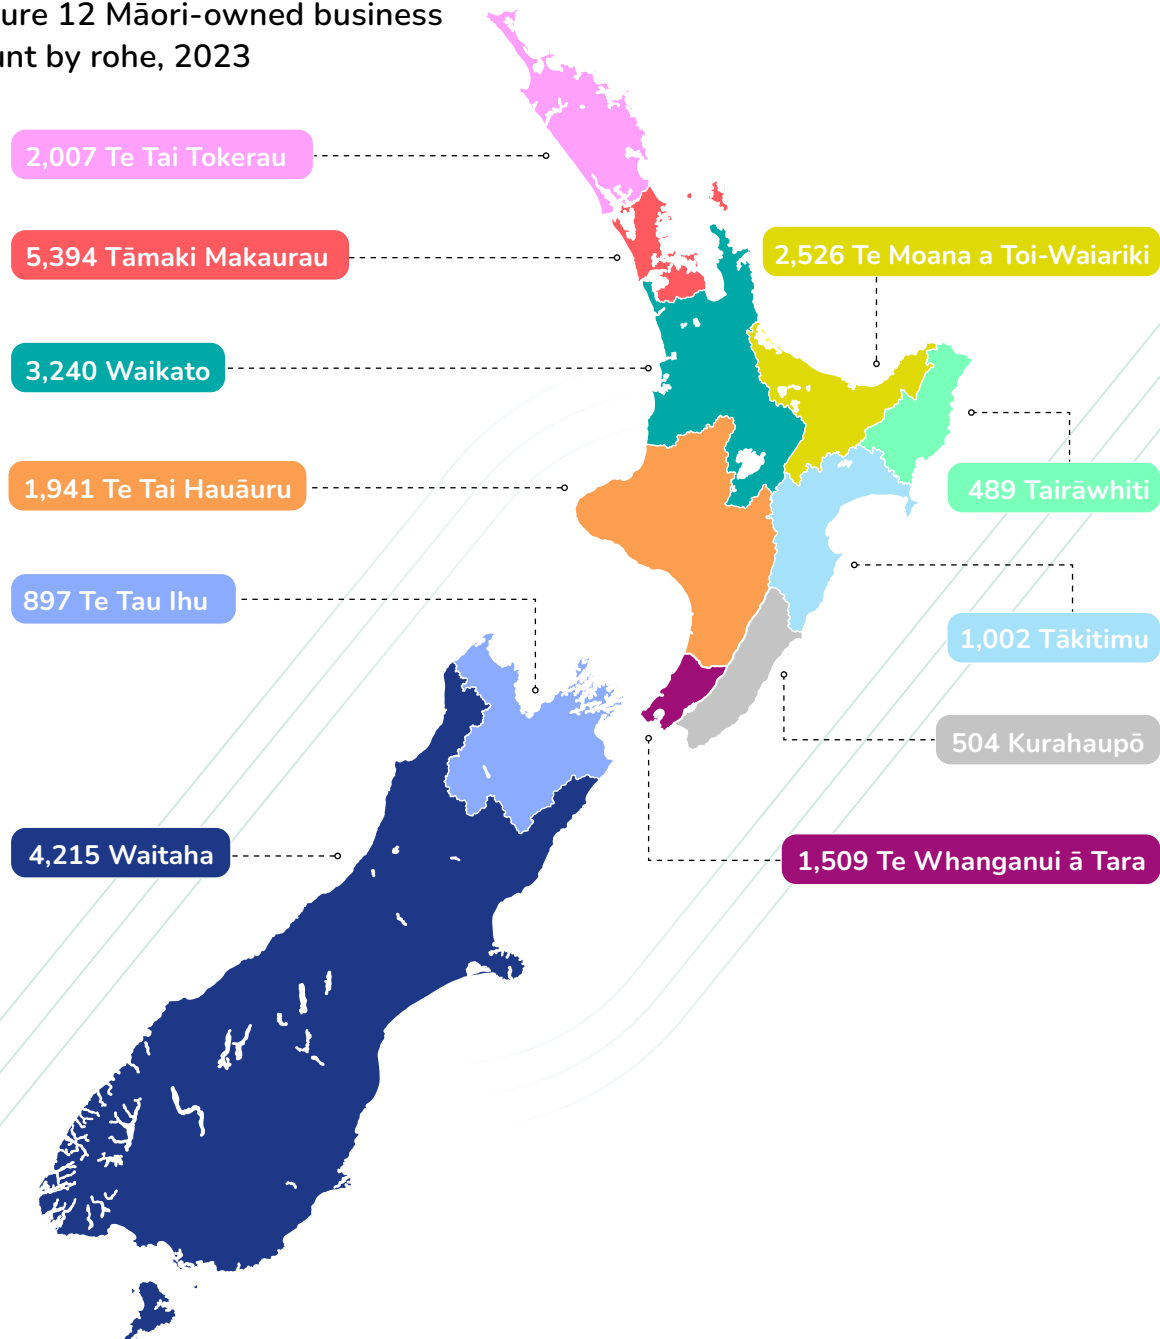 ure 12 Māori-owned business
unt by rohe, 2023
2,007 Te Tai Tokerau
5,394 Tāmaki Makaurau
2,526 Te Moana a Toi-Waiariki
3,240 Waikato
1,941 Te Tai Hauāuru
489 Tairāwhiti
897 Te Tau Ihu
1,002 Tākitimu
504 Kurahaupō
4,215 Waitaha
1,509 Te Whanganui ā Tara